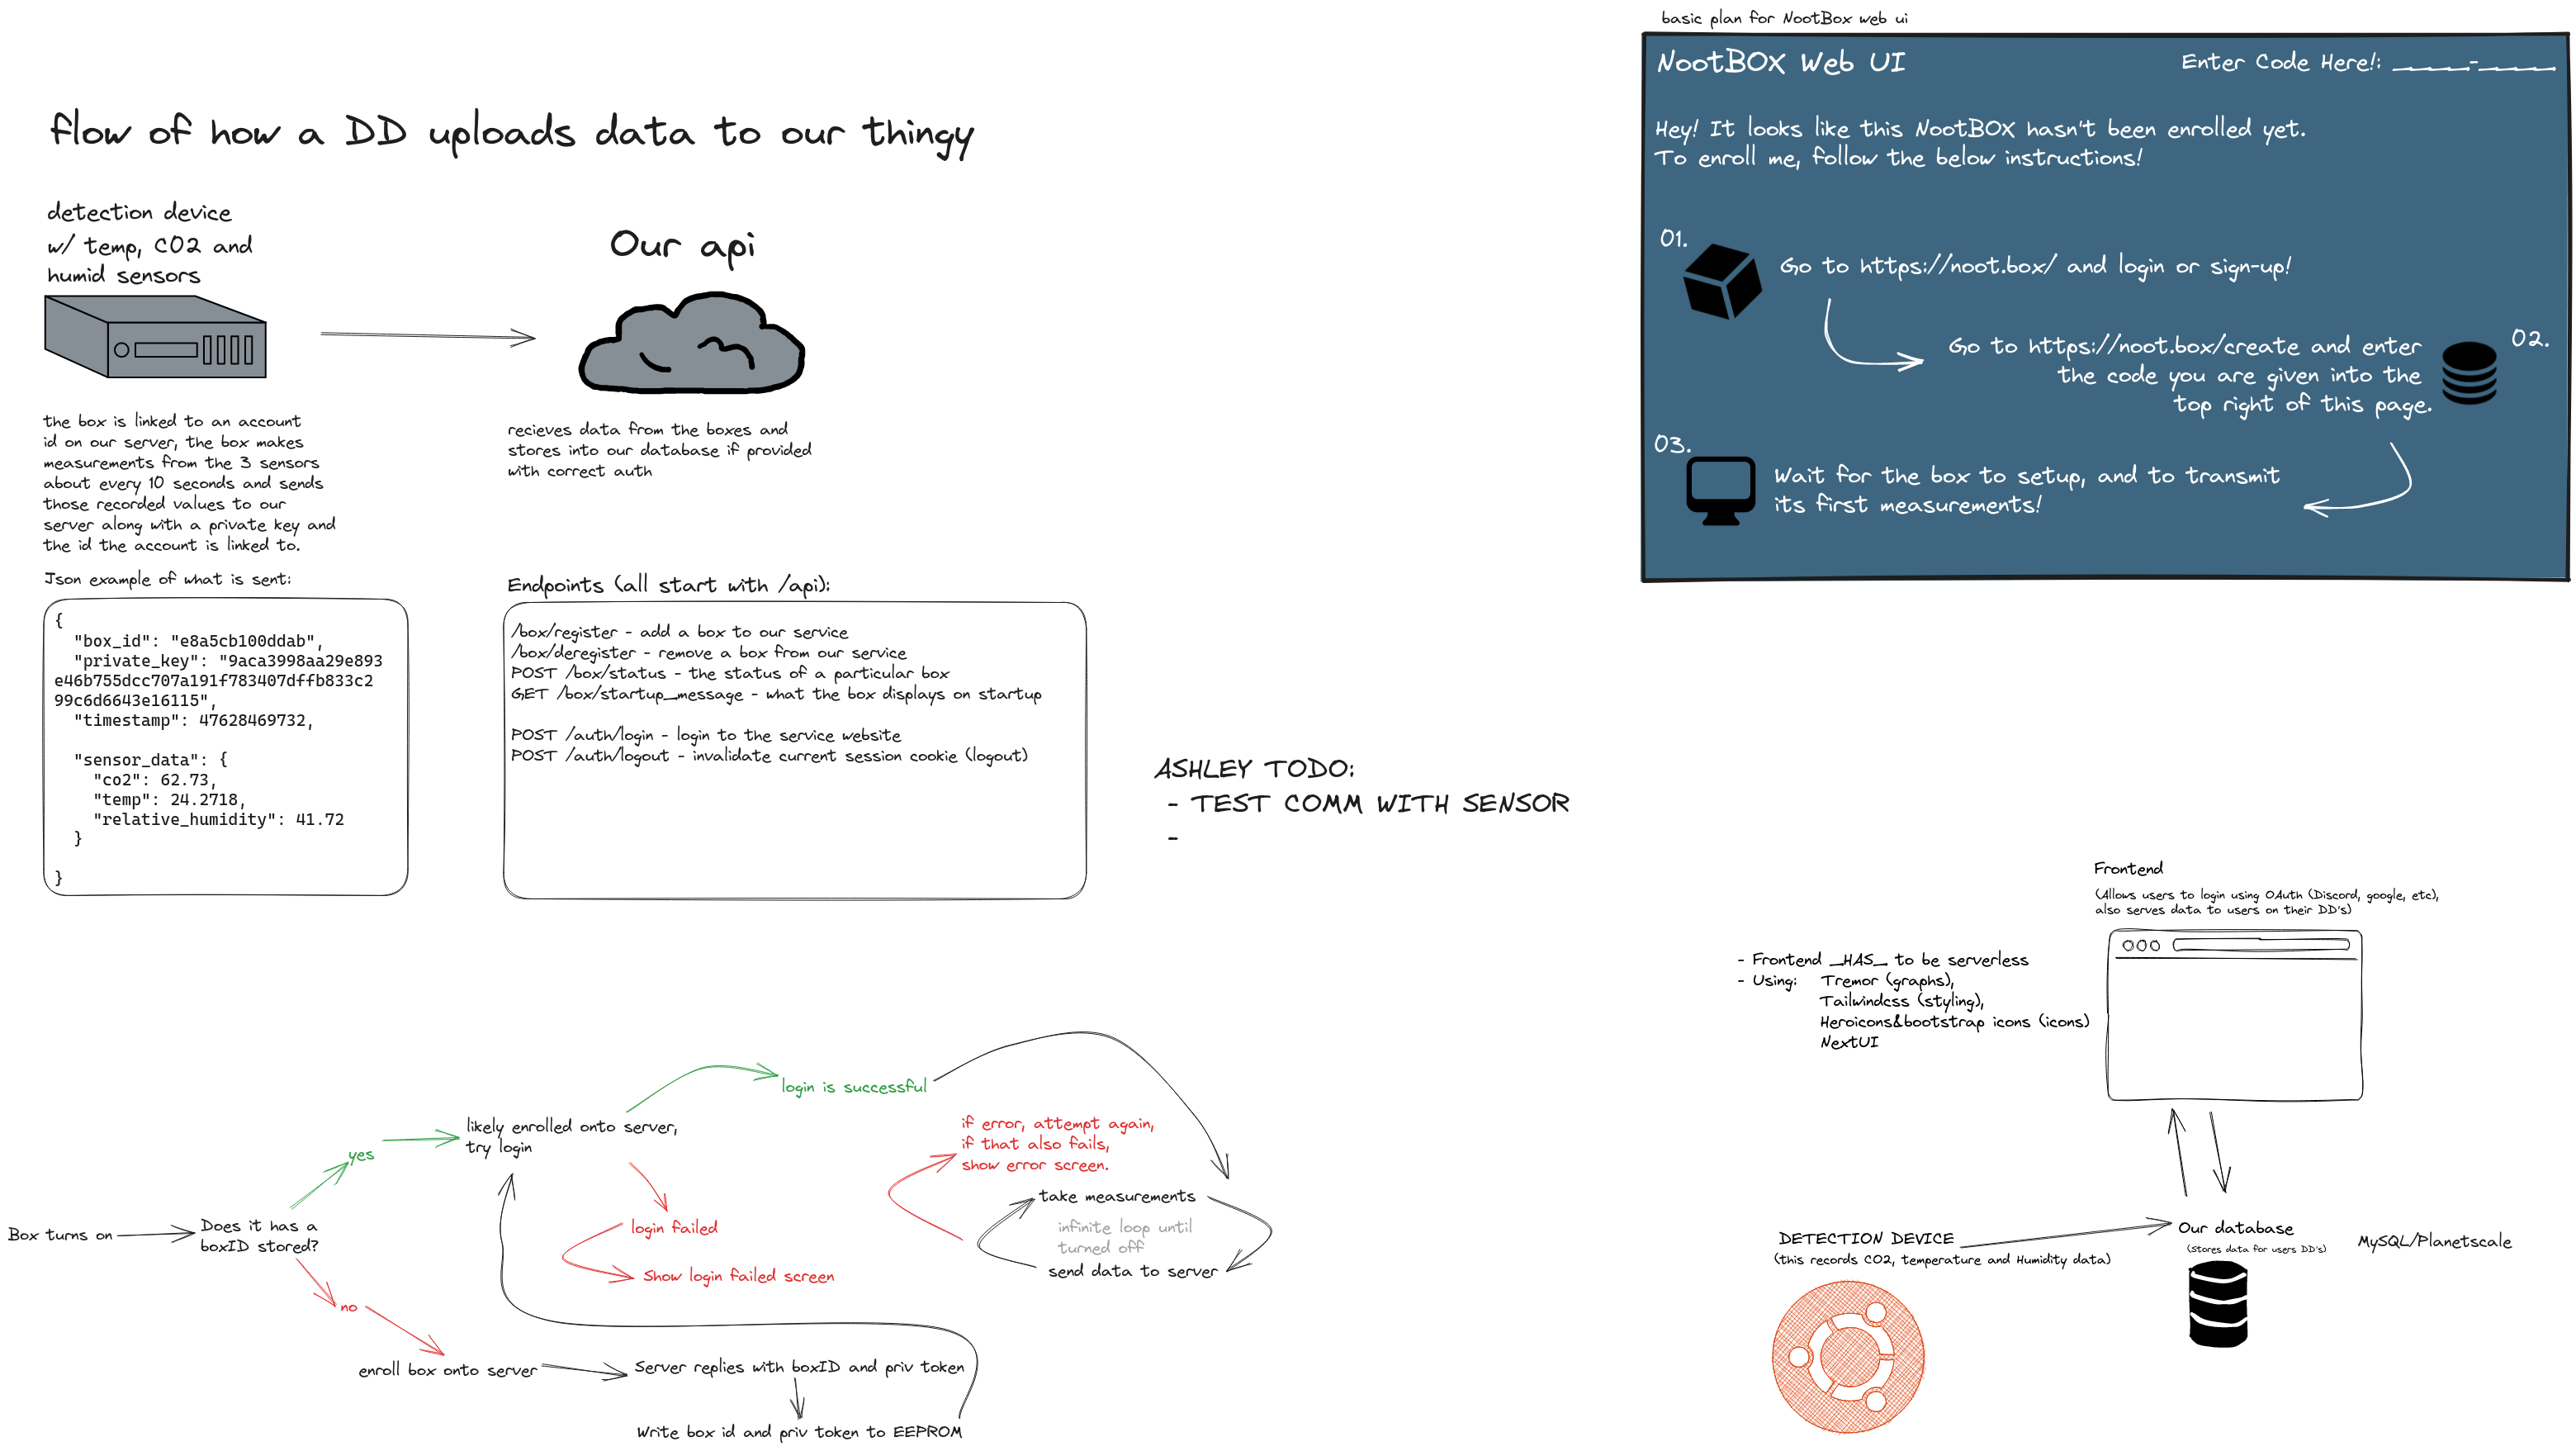 flow of how a DD uploads data to our thingy
detection device
w/ temp, CO2 and
humid sensors
Our api
the box is linked to an account
id on our server, the box makes
measurements from the 3 sensors
about every 10 seconds and sends
those recorded values to our
server along with a private key and
the id the account is linked to.
recieves data from the boxes and
stores into our database if provided
with correct auth
Json example of what is sent:
{
"box_id": "e8a5cb100ddab",
"private_key": "9aca3998aa29e893
e46b755dcc707a191f783407dffb833c2
99c6d6643e16115",
"timestamp": 47628469732,
"sensor_data": {
"co2": 62.73,
"temp": 24.2718,
"relative_humidity": 41.72
}
}
Endpoints (all start with /api):
/box/register - add a box to our service
/box/deregister - remove a box from our service
POST /box/status - the status of a particular box
GET /box/startup_message - what the box displays on startup
POST /auth/login - login to the service website
POST /auth/logout - invalidate current session cookie (logout)
ASHLEY TODO:
- TEST COMM WITH SENSOR
-
basic plan for NootBox web ui
NootBOX Web UI
Enter Code Here!: _____-_____
Hey! It looks like this NootBOX hasn't been enrolled yet.
To enroll me, follow the below instructions!
01.
Go to https://noot.box/ and login or sign-up!
02.
Go to https://noot.box/create and enter
the code you are given into the
top right of this page.
03.
Wait for the box to setup, and to transmit
its first measurements!
Box turns on
Does it has a
boxID stored?
yes
no
likely enrolled onto server,
try login
login is successful
login failed
Show login failed screen
if error, attempt again,
if that also fails,
show error screen.
take measurements
infinite loop until
turned off
send data to server
enroll box onto server
Server replies with boxID and priv token
Write box id and priv token to EEPROM
Frontend
(Allows users to login using OAuth (Discord, google, etc),
also serves data to users on their DD's)
- Frontend _HAS_ to be serverless
- Using: Tremor (graphs),
Tailwindcss (styling),
Heroicons&bootstrap icons (icons)
NextUI
DETECTION DEVICE
(this records CO2, temperature and Humidity data)
Our database
(Stores data for users DD's)
MySQL/Planetscale